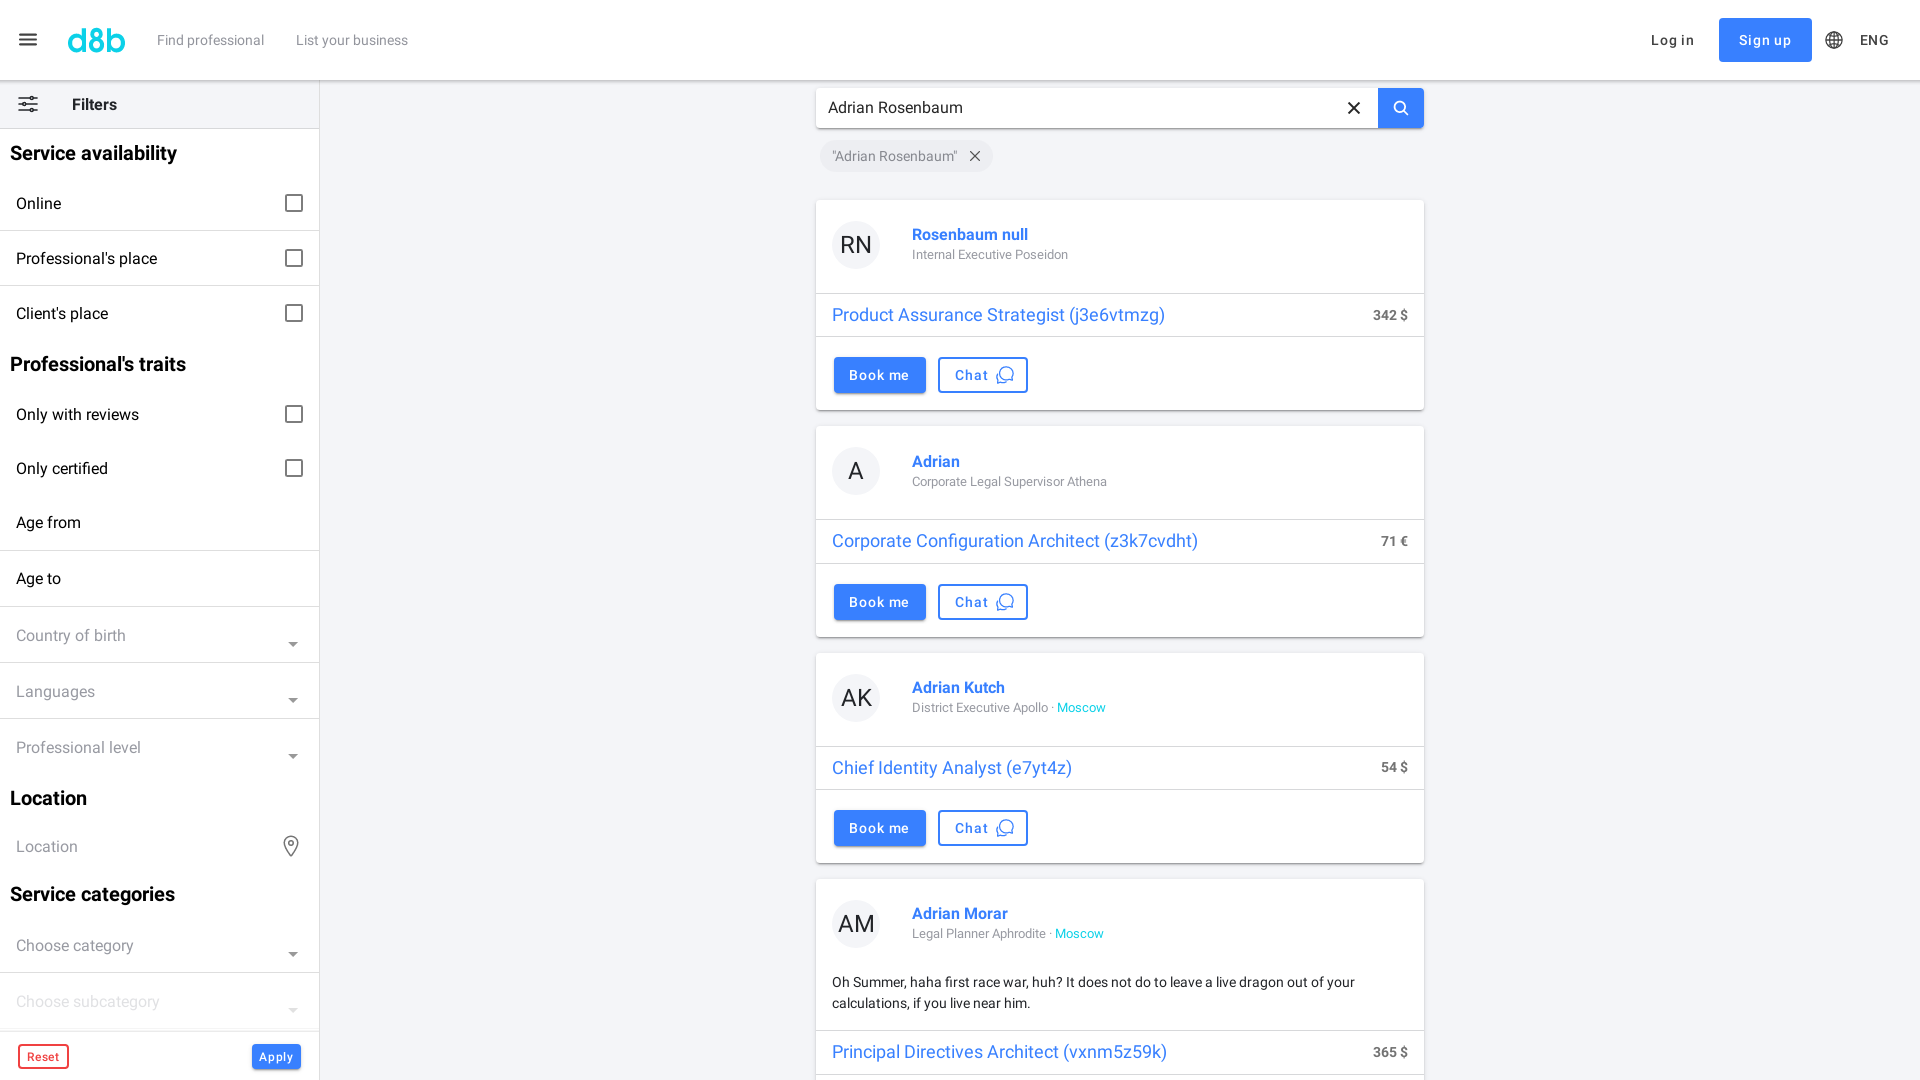 d8b
Find professional
List your business
Log in
Sign up
ENG
Filters
Service availability
Online
Professional's place
Client's place
Professional's traits
Only with reviews
Only certified
Age from
Age to
Country of birth
Languages
Professional level
Location
Location
Service categories
Choose category
Choose subcategory
Reset
Apply
Adrian Rosenbaum
"Adrian Rosenbaum"
RN
Rosenbaum null
Internal Executive Poseidon
Product Assurance Strategist (j3e6vtmzg)
342 $
Book me
Chat
A
Adrian
Corporate Legal Supervisor Athena
Corporate Configuration Architect (z3k7cvdht)
71 €
Book me
Chat
AK
Adrian Kutch
District Executive Apollo · Moscow
Chief Identity Analyst (e7yt4z)
54 $
Book me
Chat
AM
Adrian Morar
Legal Planner Aphrodite · Moscow
Oh Summer, haha first race war, huh? It does not do to leave a live dragon out of your
calculations, if you live near him.
Principal Directives Architect (vxnm5z59k)
365 $